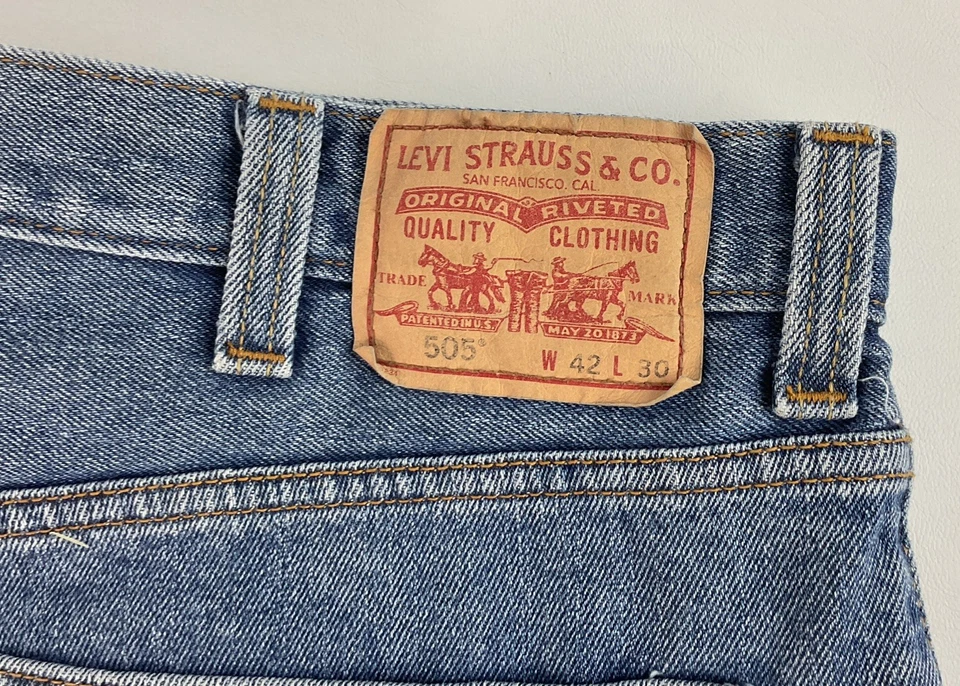 LEVI STRAUSS & CO.
SAN FRANCISCO. CAL.
ORIGINAL RIVETED
QUALITY CLOTHING
TRADE MARK
PATENTED IN U.S. MAY 20 1873
505® W 42 L 30